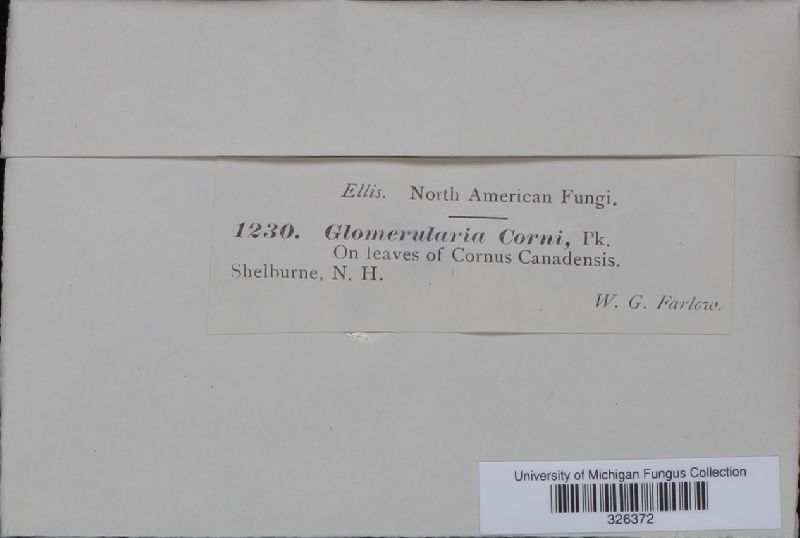 Ellis. North American Fungi.
1230. Glomerularia Corni, Pk.
On leaves of Cornus Canadensis.
Shelburne, N. H.
W. G. Farlow.
University of Michigan Fungus Collection
326372